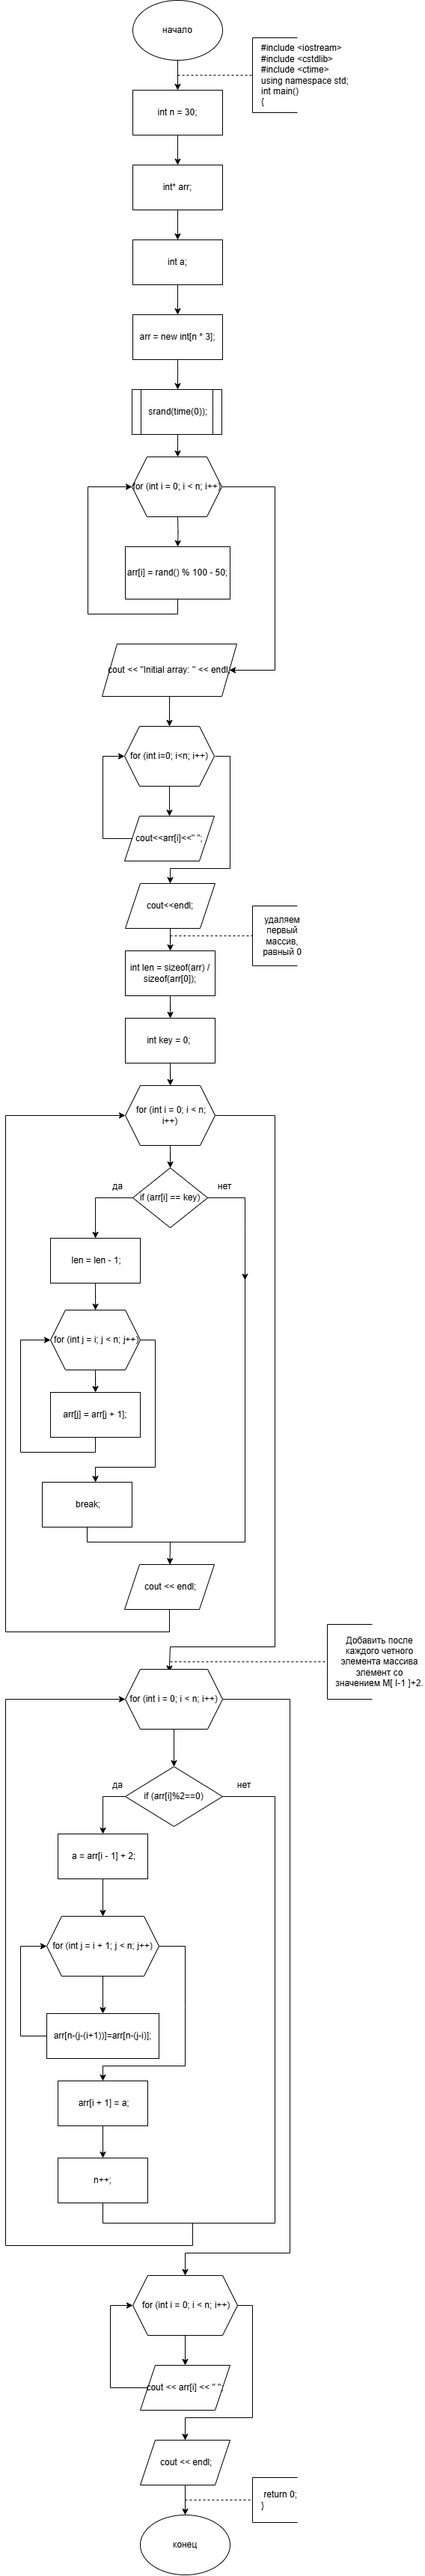 начало
#include <iostream>
#include <cstdlib>
#include <ctime>
using namespace std;
int main()
{
int n = 30;
int* arr;
int a;
arr = new int[n * 3];
srand(time(0));
for (int i = 0; i < n; i++)
arr[i] = rand() % 100 - 50;
cout << "Initial array: " << endl;
for (int i=0; i<n; i++)
cout<<arr[i]<<" ";
cout<<endl;
удаляем
первый
массив,
равный 0
int len = sizeof(arr) /
sizeof(arr[0]);
int key = 0;
for (int i = 0; i < n;
i++)
да
нет
if (arr[i] == key)
len = len - 1;
for (int j = i; j < n; j++)
arr[j] = arr[j + 1];
break;
cout << endl;
Добавить после
каждого четного
элемента массива
элемент со
значением M[ I-1 ]+2.
for (int i = 0; i < n; i++)
да
нет
if (arr[i]%2==0)
a = arr[i - 1] + 2;
for (int j = i + 1; j < n; j++)
arr[n-(j-(i+1))]=arr[n-(j-i)];
arr[i + 1] = a;
n++;
for (int i = 0; i < n; i++)
cout << arr[i] << " ";
cout << endl;
return 0;
}
конец